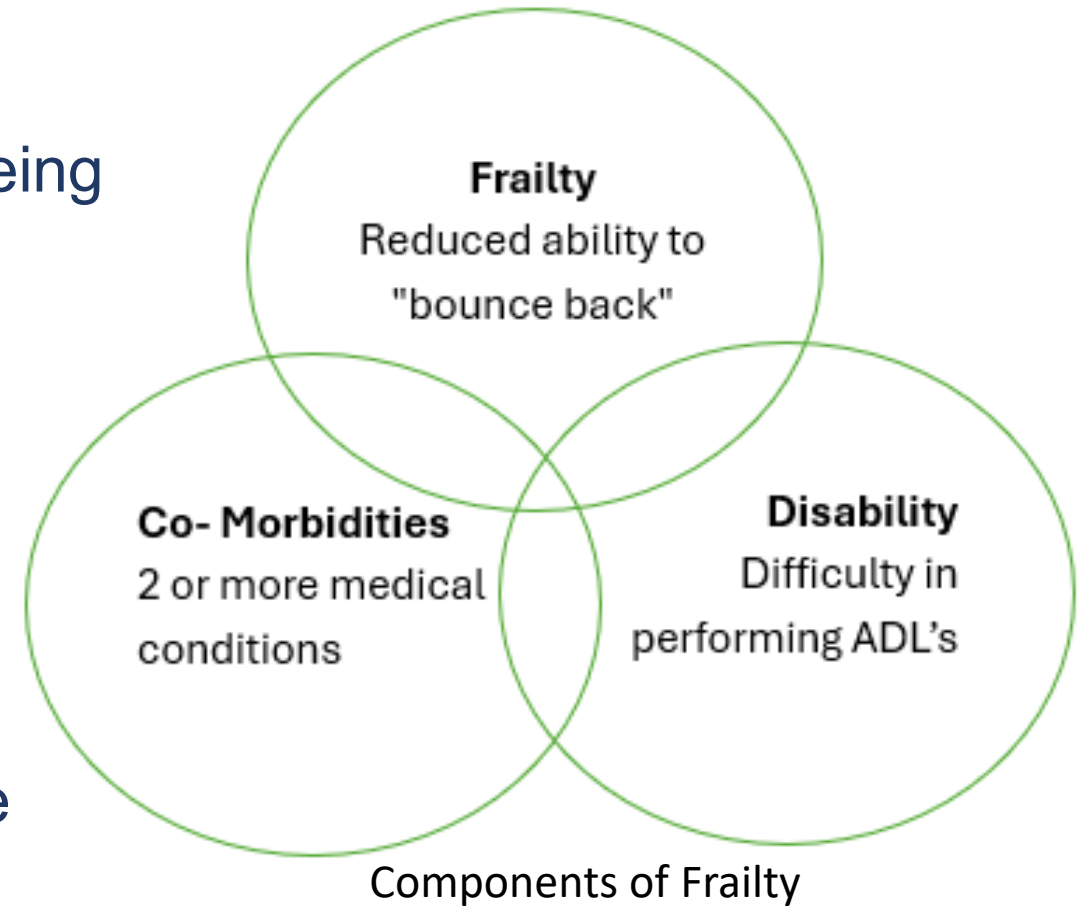 eing
Frailty
Reduced ability to
"bounce back"
Co- Morbidities
2 or more medical
conditions
Disability
Difficulty in
performing ADL’s
e
Components of Frailty